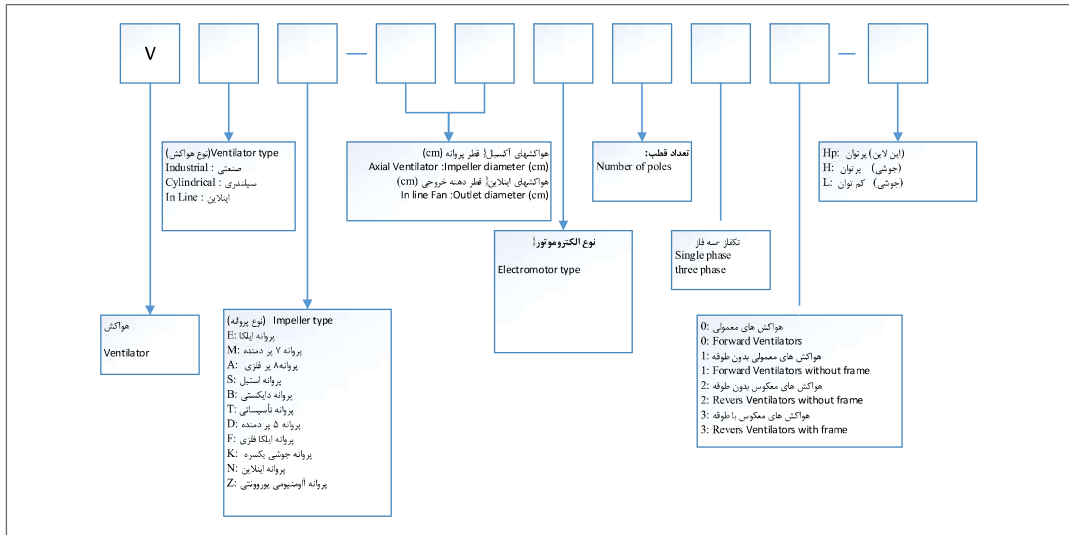 V
(نوع هواکش)Ventilator type
Industrial : صنعتی
Cylindrical : سیلندری
In Line : اینلاین
هواکشهای آکسیال{ قطر پروانه (cm)
Axial Ventilator :Impeller diameter (cm)
هواکشهای اینلاین{ قطر دهنه خروجی (cm)
In line Fan :Outlet diameter (cm)
تعداد قطب:
Number of poles
Hp: (این لاین) پر توان
H: (جوشی) پر توان
L: (جوشی) کم توان
نوع الکتروموتور{
Electromotor type
تکفاز -سه فاز
Single phase
three phase
هواکش
Ventilator
(نوع پروانه) Impeller type
E: پروانه ایلکا
M: پروانه ۷ پر دمنده
A: پروانه۸ پر فلزی
S: پروانه استیل
B: پروانه دایکستی
T: پروانه تأسیساتی
D: پروانه ۵ پر دمنده
F: پروانه ایلکا فلزی
K: پروانه جوشی یکسره
N: پروانه اینلاین
Z: پروانه آلومنیومی یوروونتی
0: هواکش های معمولی
0: Forward Ventilators
1: هواکش های معمولی بدون طوقه
1: Forward Ventilators without frame
2: هواکش های معکوس بدون طوقه
2: Revers Ventilators without frame
3: هواکش های معکوس با طوقه
3: Revers Ventilators with frame